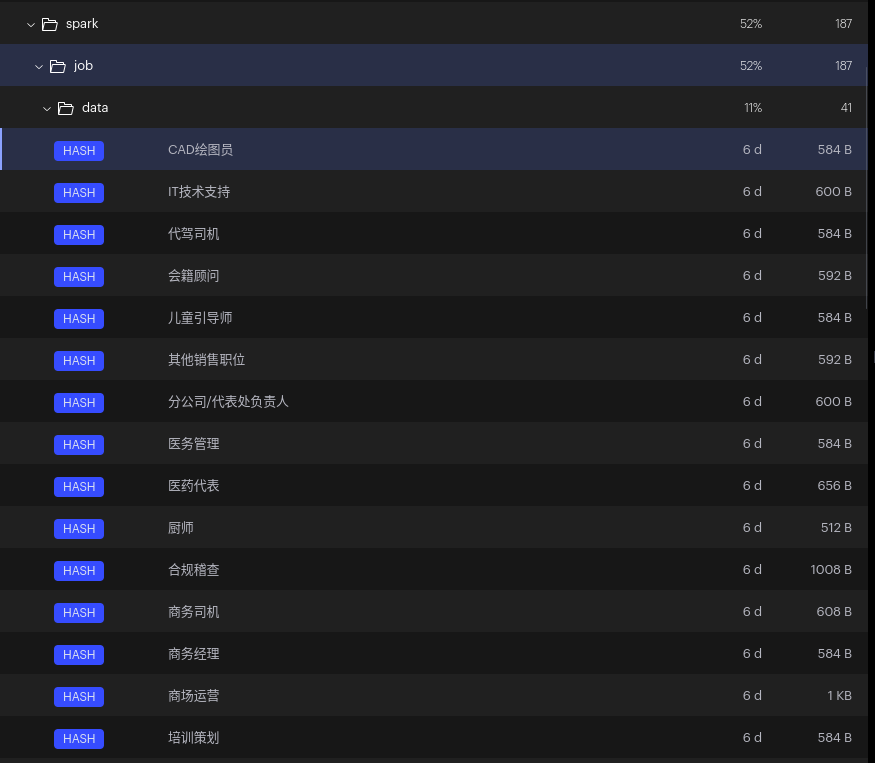 spark 52% 187
job 52% 187
data 11% 41
HASH CAD绘图员 6 d 584 B
HASH IT技术支持 6 d 600 B
HASH 代驾司机 6 d 584 B
HASH 会籍顾问 6 d 592 B
HASH 儿童引导师 6 d 584 B
HASH 其他销售职位 6 d 592 B
HASH 分公司/代表处负责人 6 d 600 B
HASH 医务管理 6 d 584 B
HASH 医药代表 6 d 656 B
HASH 厨师 6 d 512 B
HASH 合规稽查 6 d 1008 B
HASH 商务司机 6 d 608 B
HASH 商务经理 6 d 584 B
HASH 商场运营 6 d 1 KB
HASH 培训策划 6 d 584 B